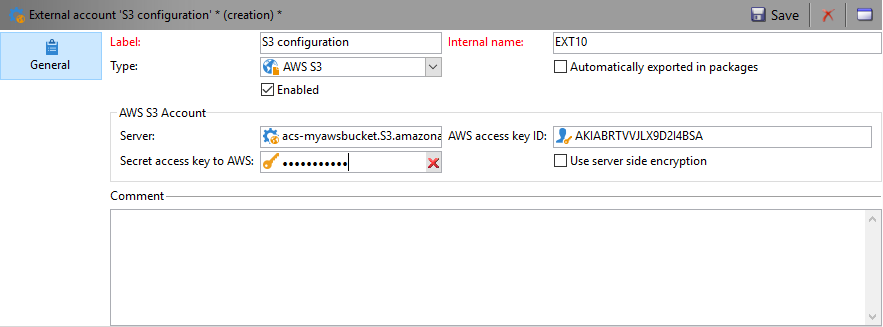 External account 'S3 configuration' * (creation) *
Save
General
Label: S3 configuration Internal name: EXT10
Type: AWS S3 Automatically exported in packages
Enabled
AWS S3 Account
Server: acs-myawsbucket.S3.amazona AWS access key ID: AKIABRTVVJLX9D2I4BSA
Secret access key to AWS: ●●●●●●●●●●● Use server side encryption
Comment